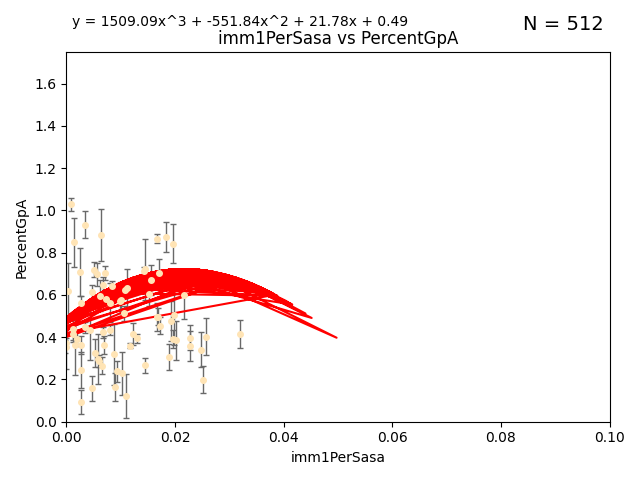 y = 1509.09x^3 + -551.84x^2 + 21.78x + 0.49
N = 512
imm1PerSasa vs PercentGpA
PercentGpA
1.6
1.4
1.2
1.0
0.8
0.6
0.4
0.2
0.0
0.00 0.02 0.04 0.06 0.08 0.10
imm1PerSasa